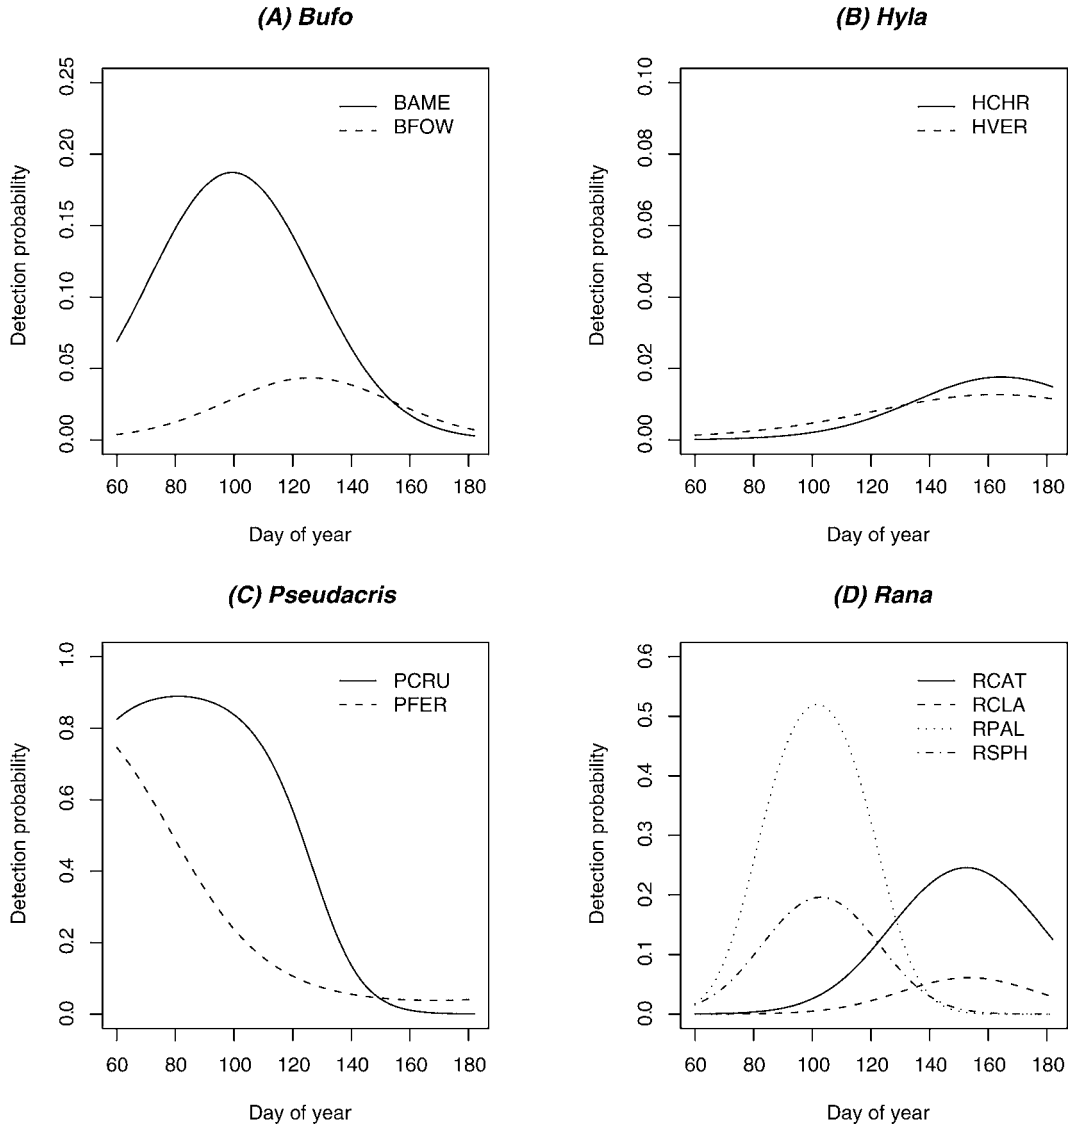 (A) Bufo
Detection probability
0.25
0.20
0.15
0.10
0.05
0.00
BAME
BFOW
60 80 100 120 140 160 180
Day of year
(B) Hyla
Detection probability
0.10
0.08
0.06
0.04
0.02
0.00
HCHR
HVER
60 80 100 120 140 160 180
Day of year
(C) Pseudacris
Detection probability
1.0
0.8
0.6
0.4
0.2
0.0
PCRU
PFER
60 80 100 120 140 160 180
Day of year
(D) Rana
Detection probability
0.6
0.5
0.4
0.3
0.2
0.1
0.0
RCAT
RCLA
RPAL
RSPH
60 80 100 120 140 160 180
Day of year